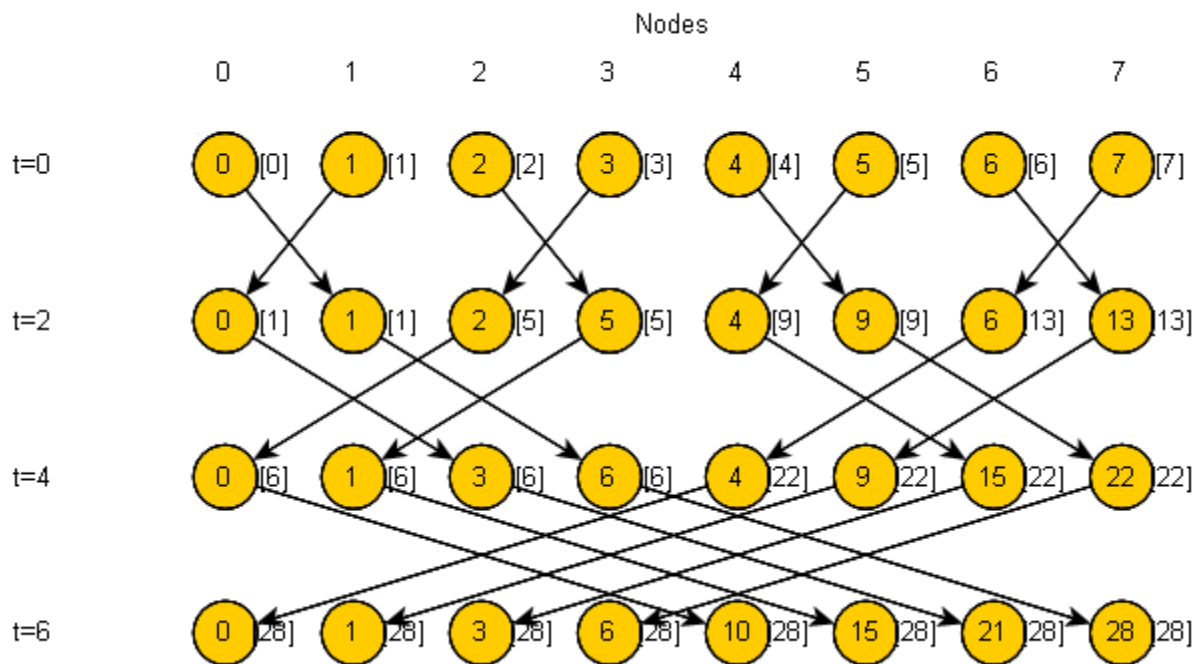 Nodes
0 1 2 3 4 5 6 7
t=0 0 [0] 1 [1] 2 [2] 3 [3] 4 [4] 5 [5] 6 [6] 7 [7]
t=2 0 [1] 1 [1] 2 [5] 5 [5] 4 [9] 9 [9] 6 [13] 13 [13]
t=4 0 [6] 1 [6] 3 [6] 6 [6] 4 [22] 9 [22] 15 [22] 22 [22]
t=6 0 [28] 1 [28] 3 [28] 6 [28] 10 [28] 15 [28] 21 [28] 28 [28]